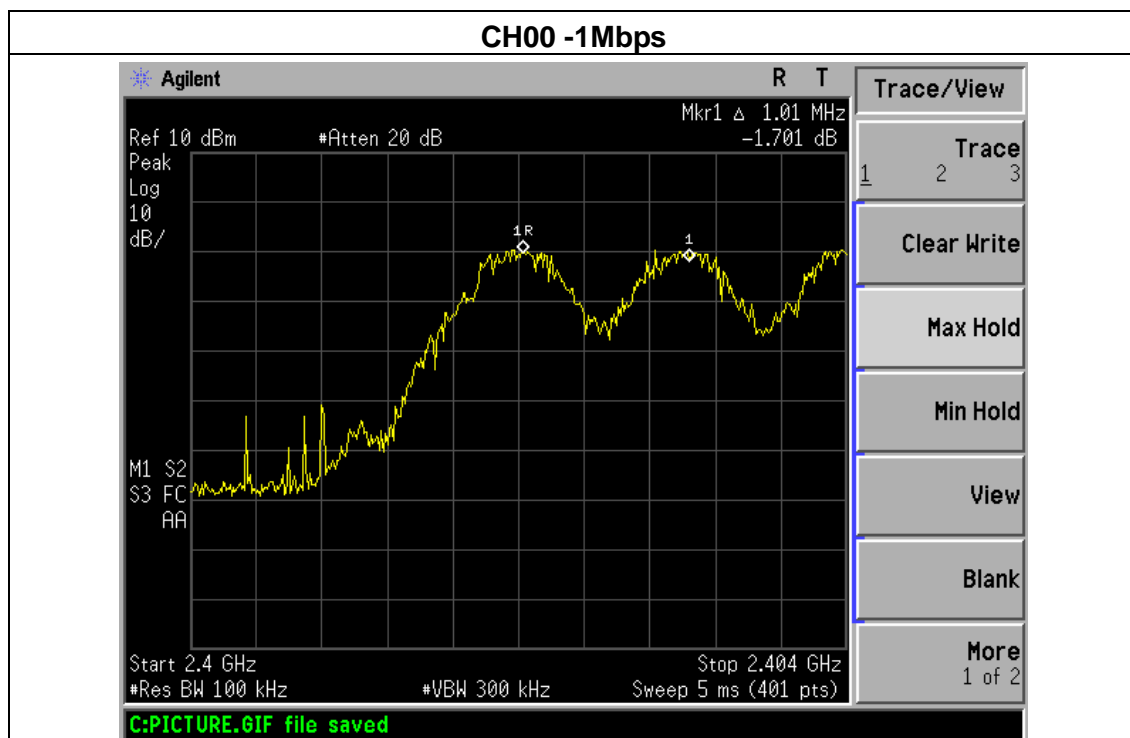 CH00 -1Mbps
Agilent R T
Mkr1 Δ 1.01 MHz
Ref 10 dBm #Atten 20 dB -1.701 dB
Peak
Log
10
dB/
1R
1
M1 S2
S3 FC
AA
Start 2.4 GHz Stop 2.404 GHz
#Res BW 100 kHz #VBW 300 kHz Sweep 5 ms (401 pts)
C:PICTURE.GIF file saved
Trace/View
Trace
1 2 3
Clear Write
Max Hold
Min Hold
View
Blank
More
1 of 2